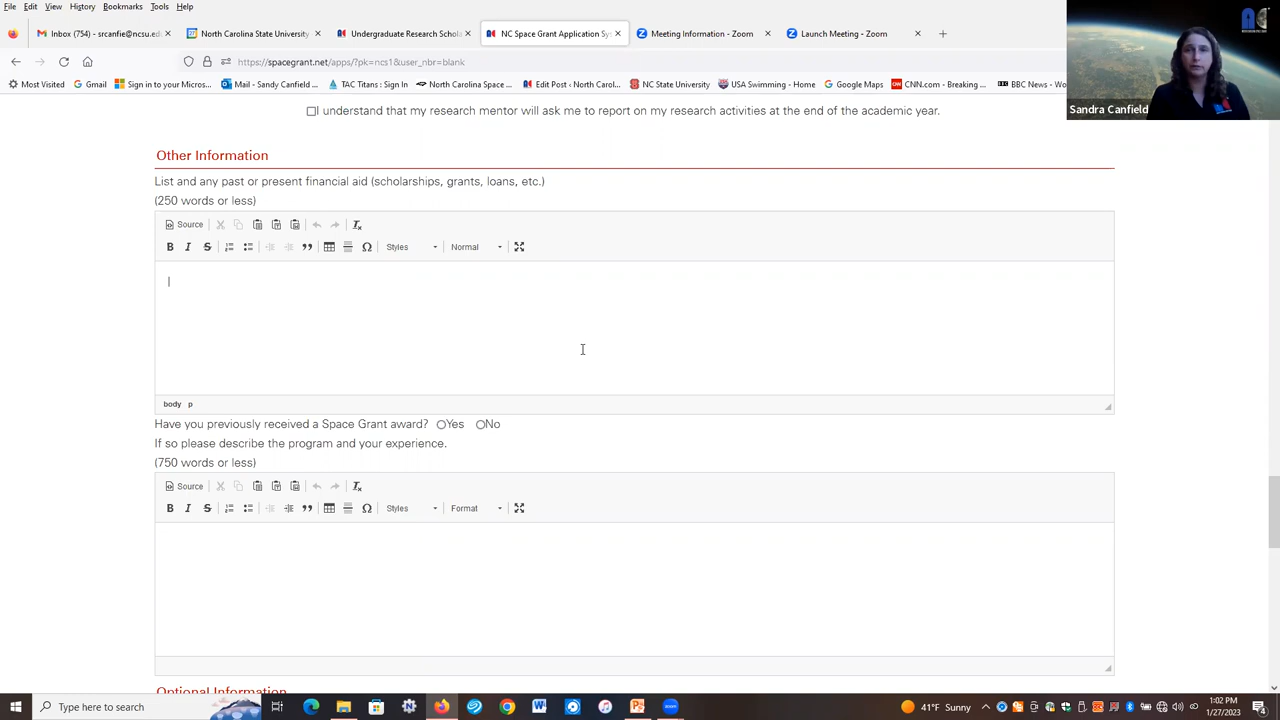 File Edit View History Bookmarks Tools Help
Inbox (754) - srcanfie@ncsu.ed
North Carolina State University
Undergraduate Research Schola
NC Space Grant Application Sys
Meeting Information - Zoom
Launch Meeting - Zoom
https://spacegrant.net/apps/?pk=ncs1&user_nbr=blank
Most Visited
Gmail
Sign in to your Micros...
Mail - Sandy Canfield ...
TAC Titans : Sign In
North Carolina Space ...
Edit Post ‹ North Carol...
NC State University
USA Swimming - Home
Google Maps
CNN.com - Breaking ...
BBC News - Wo
Sandra Canfield
I understand that my research mentor will ask me to report on my research activities at the end of the academic year.
Other Information
List and any past or present financial aid (scholarships, grants, loans, etc.)
(250 words or less)
Source
B I S Styles Normal
body p
Have you previously received a Space Grant award? Yes No
If so please describe the program and your experience.
(750 words or less)
Source
B I S Styles Format
Optional Information
Type here to search
41°F Sunny
1:02 PM
1/27/2023